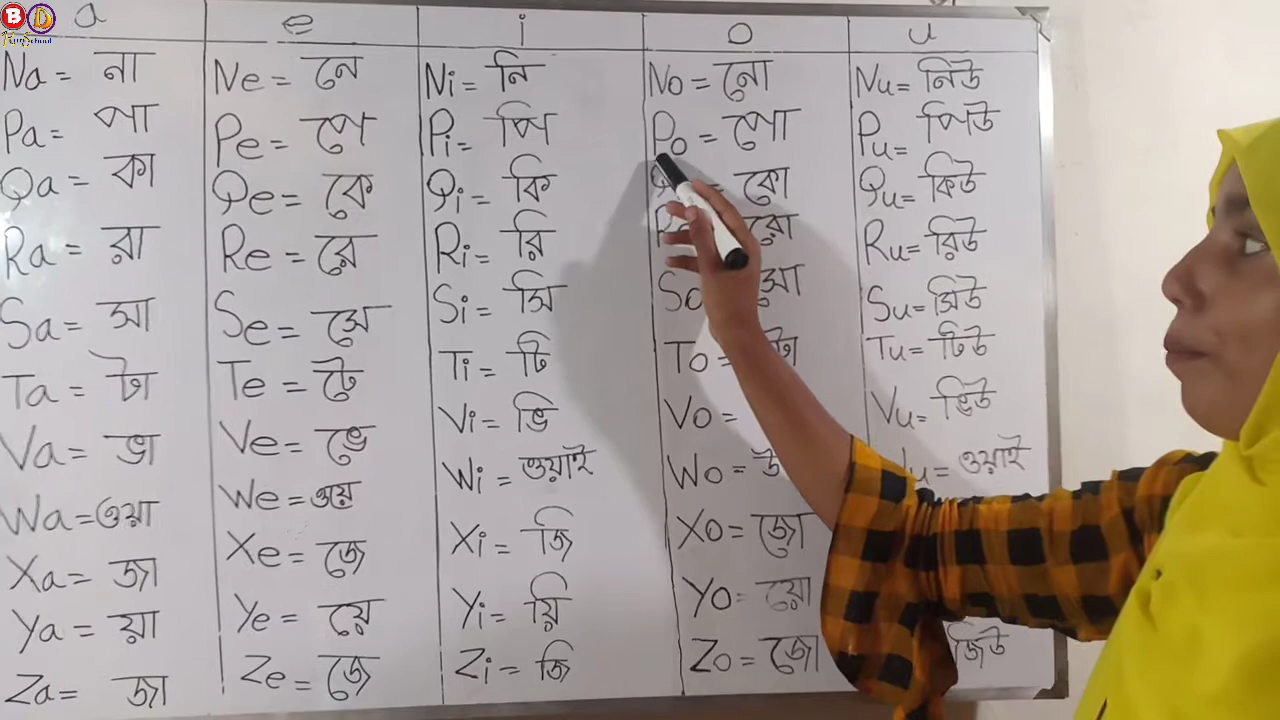 a e i o u
Na = না Ne = নে Ni = নি No = নো Nu = নিউ
Pa = পা Pe = পে Pi = পি Po = পো Pu = পিউ
Qa = কা Qe = কে Qi = কি = কো Qu = কিউ
Ra = রা Re = রে Ri = রি রো Ru = রিউ
Sa = সা Se = সে Si = সি So সো Su = সিউ
Ta = টা Te = টে Ti = টি To = Tu = টিউ
Va = ভা Ve = ভে Vi = ভি Vo = Vu = ভিউ
Wa = ওয়া We = ওয়ে Wi = ওয়াই Wo = = ওয়াই
Xa = জা Xe = জে Xi = জি Xo = জো
Ya = য়া Ye = য়ে Yi = য়ি Yo = য়ো
Za = জা Ze = জে Zi = জি Zo = জো জিউ